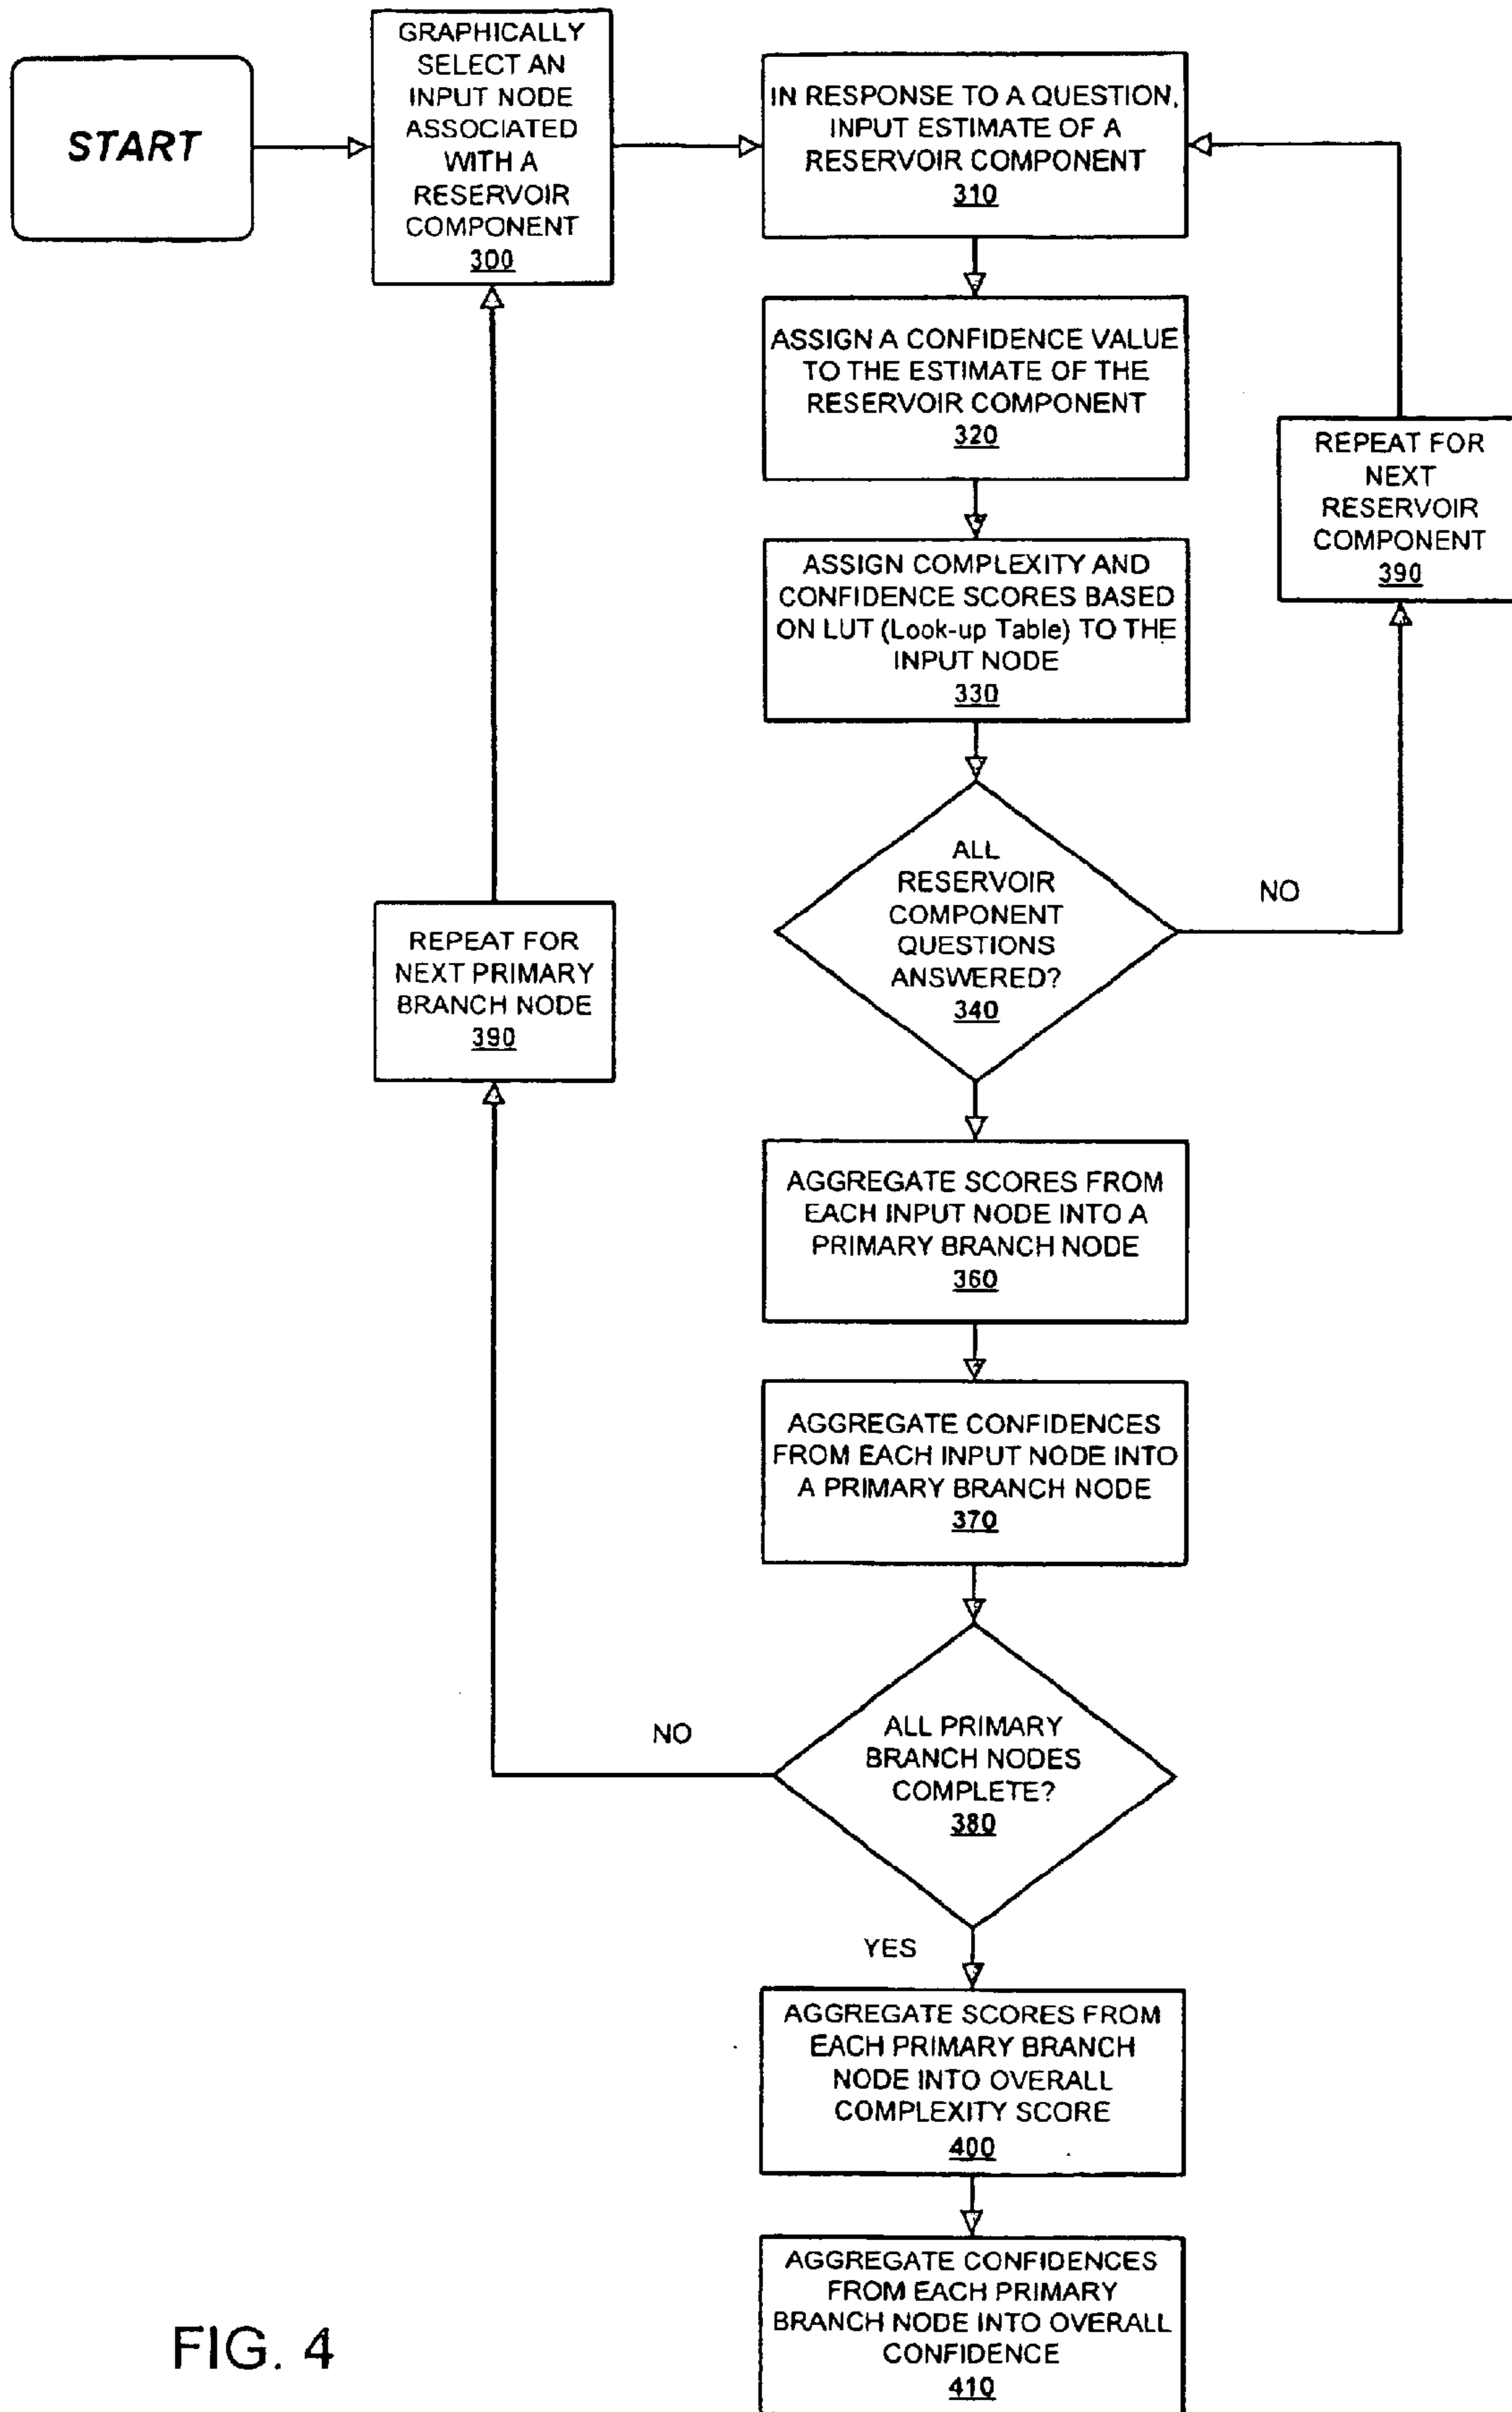 START
GRAPHICALLY
SELECT AN
INPUT NODE
ASSOCIATED
WITH A
RESERVOIR
COMPONENT
300
IN RESPONSE TO A QUESTION,
INPUT ESTIMATE OF A
RESERVOIR COMPONENT
310
ASSIGN A CONFIDENCE VALUE
TO THE ESTIMATE OF THE
RESERVOIR COMPONENT
320
REPEAT FOR
NEXT
RESERVOIR
COMPONENT
390
ASSIGN COMPLEXITY AND
CONFIDENCE SCORES BASED
ON LUT (Look-up Table) TO THE
INPUT NODE
330
ALL
RESERVOIR
COMPONENT
QUESTIONS
ANSWERED?
340
NO
REPEAT FOR
NEXT PRIMARY
BRANCH NODE
390
AGGREGATE SCORES FROM
EACH INPUT NODE INTO A
PRIMARY BRANCH NODE
360
AGGREGATE CONFIDENCES
FROM EACH INPUT NODE INTO
A PRIMARY BRANCH NODE
370
ALL PRIMARY
BRANCH NODES
COMPLETE?
380
NO
YES
AGGREGATE SCORES FROM
EACH PRIMARY BRANCH
NODE INTO OVERALL
COMPLEXITY SCORE
400
AGGREGATE CONFIDENCES
FROM EACH PRIMARY
BRANCH NODE INTO OVERALL
CONFIDENCE
410
FIG. 4